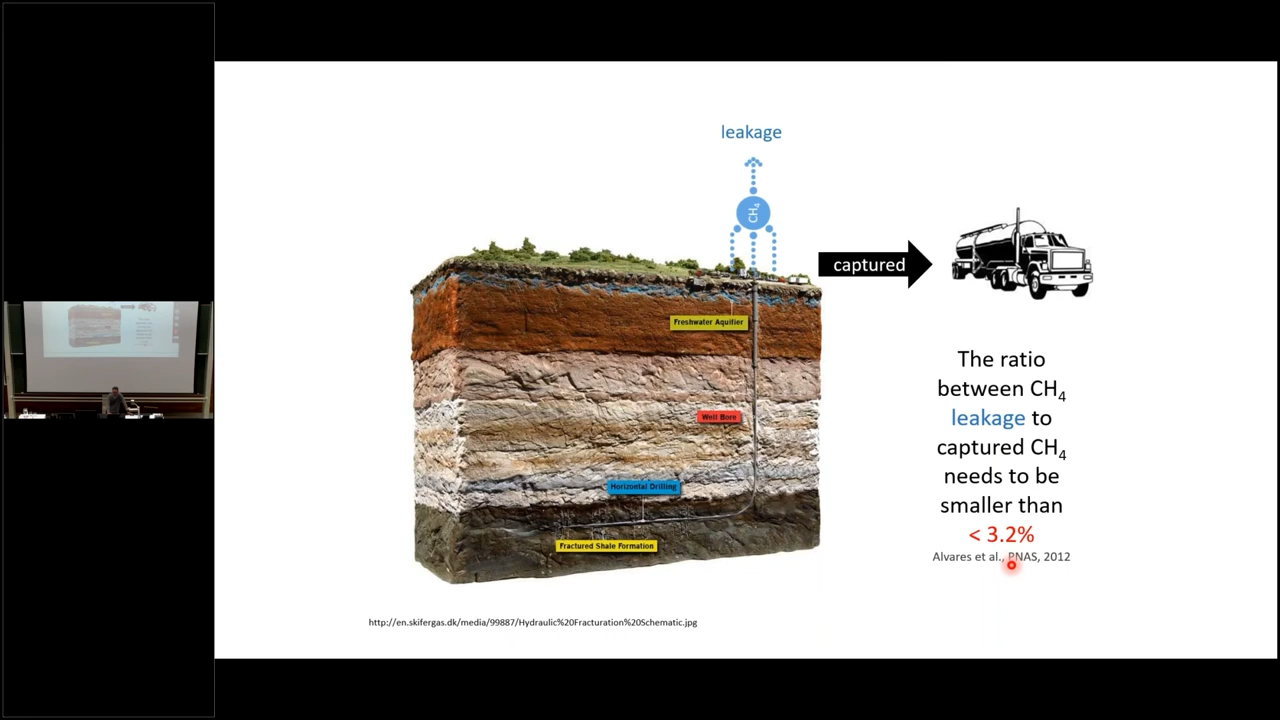 leakage
CH4
captured
Freshwater Aquifier
Well Bore
Horizontal Drilling
Fractured Shale Formation
The ratio
between CH4
leakage to
captured CH4
needs to be
smaller than
< 3.2%
Alvares et al., PNAS, 2012
http://en.skifergas.dk/media/99887/Hydraulic%20Fracturation%20Schematic.jpg